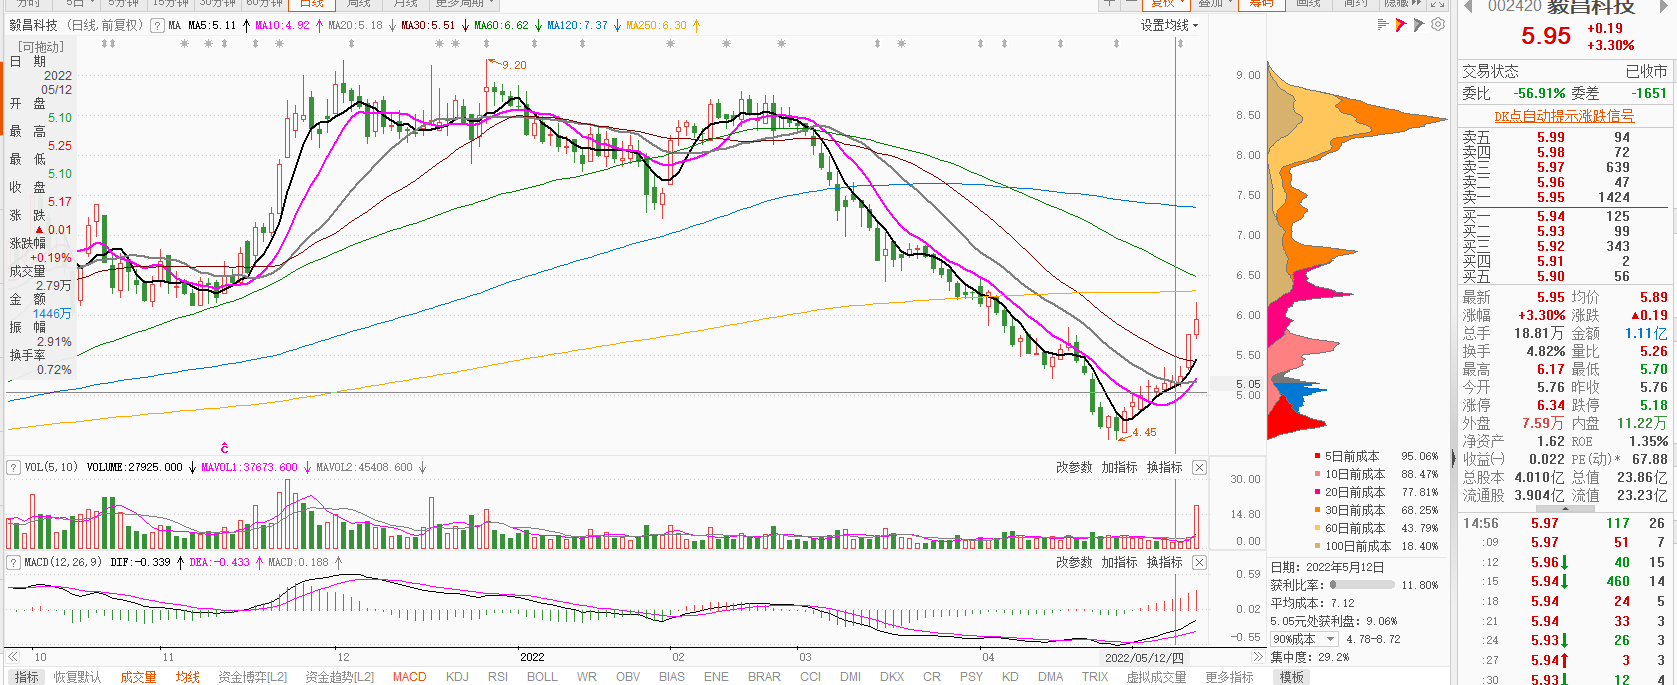 分时 5日 5分钟 15分钟 30分钟 60分钟 日线 周线 月线 更多周期 复权 叠加 筹码 画线 简约 隐藏
毅昌科技 (日线,前复权) ? MA MA5:5.11 ↑ MA10:4.92 ↑ MA20:5.18 ↓ MA30:5.51 ↓ MA60:6.62 ↓ MA120:7.37 ↓ MA250:6.30 ↑ 设置均线
[可拖动]
日 期
2022
05/12
开 盘
5.10
最 高
5.25
最 低
5.10
收 盘
5.17
涨 跌
▲ 0.01
涨跌幅
+0.19%
成交量
2.79万
金 额
1446万
振 幅
2.91%
换手率
0.72%
9.20
4.45
C
9.00
8.50
8.00
7.50
7.00
6.50
6.00
5.50
5.05
5.00
? VOL(5,10) VOLUME:27925.000 ↓ MAVOL1:37673.600 ↓ MAVOL2:45408.600 ↓ 改参数 加指标 换指标
30.00
14.80
0.00
? MACD(12,26,9) DIF:-0.339 ↑ DEA:-0.433 ↑ MACD:0.188 ↑ 改参数 加指标 换指标
0.59
0.02
-0.55
10 11 12 2022 02 03 04 2022/05/12/四
指标 恢复默认 成交量 均线 资金博弈[L2] 资金趋势[L2] MACD KDJ RSI BOLL WR OBV BIAS ENE BRAR CCI DMI DKX CR PSY KD DMA TRIX 虚拟成交量 更多指标 模板
5日前成本 95.06%
10日前成本 88.47%
20日前成本 77.81%
30日前成本 68.25%
60日前成本 43.79%
100日前成本 18.40%
日期: 2022年5月12日
获利比率: 11.80%
平均成本: 7.12
5.05元处获利盘: 9.06%
90%成本 4.78-8.72
集中度: 29.2%
002420 毅昌科技
5.95 +0.19
+3.30%
交易状态 已收市
委比 -56.91% 委差 -1651
DK点自动提示涨跌信号
卖五 5.99 94
卖四 5.98 72
卖三 5.97 639
卖二 5.96 47
卖一 5.95 1424
买一 5.94 125
买二 5.93 99
买三 5.92 343
买四 5.91 2
买五 5.90 56
最新 5.95 均价 5.89
涨幅 +3.30% 涨跌 ▲0.19
总手 18.81万 金额 1.11亿
换手 4.82% 量比 5.26
最高 6.17 最低 5.70
今开 5.76 昨收 5.76
涨停 6.34 跌停 5.18
外盘 7.59万 内盘 11.22万
净资产 1.62 ROE 1.35%
收益㈠ 0.022 PE(动)* 67.88
总股本 4.010亿 总值 23.86亿
流通股 3.904亿 流值 23.23亿
14:56 5.97 117 26
:09 5.97 51 7
:12 5.96↓ 40 15
:15 5.94↓ 460 14
:18 5.94 24 5
:21 5.94 33 3
:24 5.93↓ 26 3
:27 5.94↑ 3 3
:30 5.93↓ 12 4